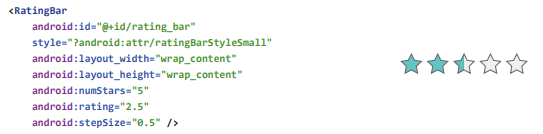 <RatingBar
android:id="@+id/rating_bar"
style="?android:attr/ratingBarStyleSmall"
android:layout_width="wrap_content"
android:layout_height="wrap_content"
android:numStars="5"
android:rating="2.5"
android:stepSize="0.5" />